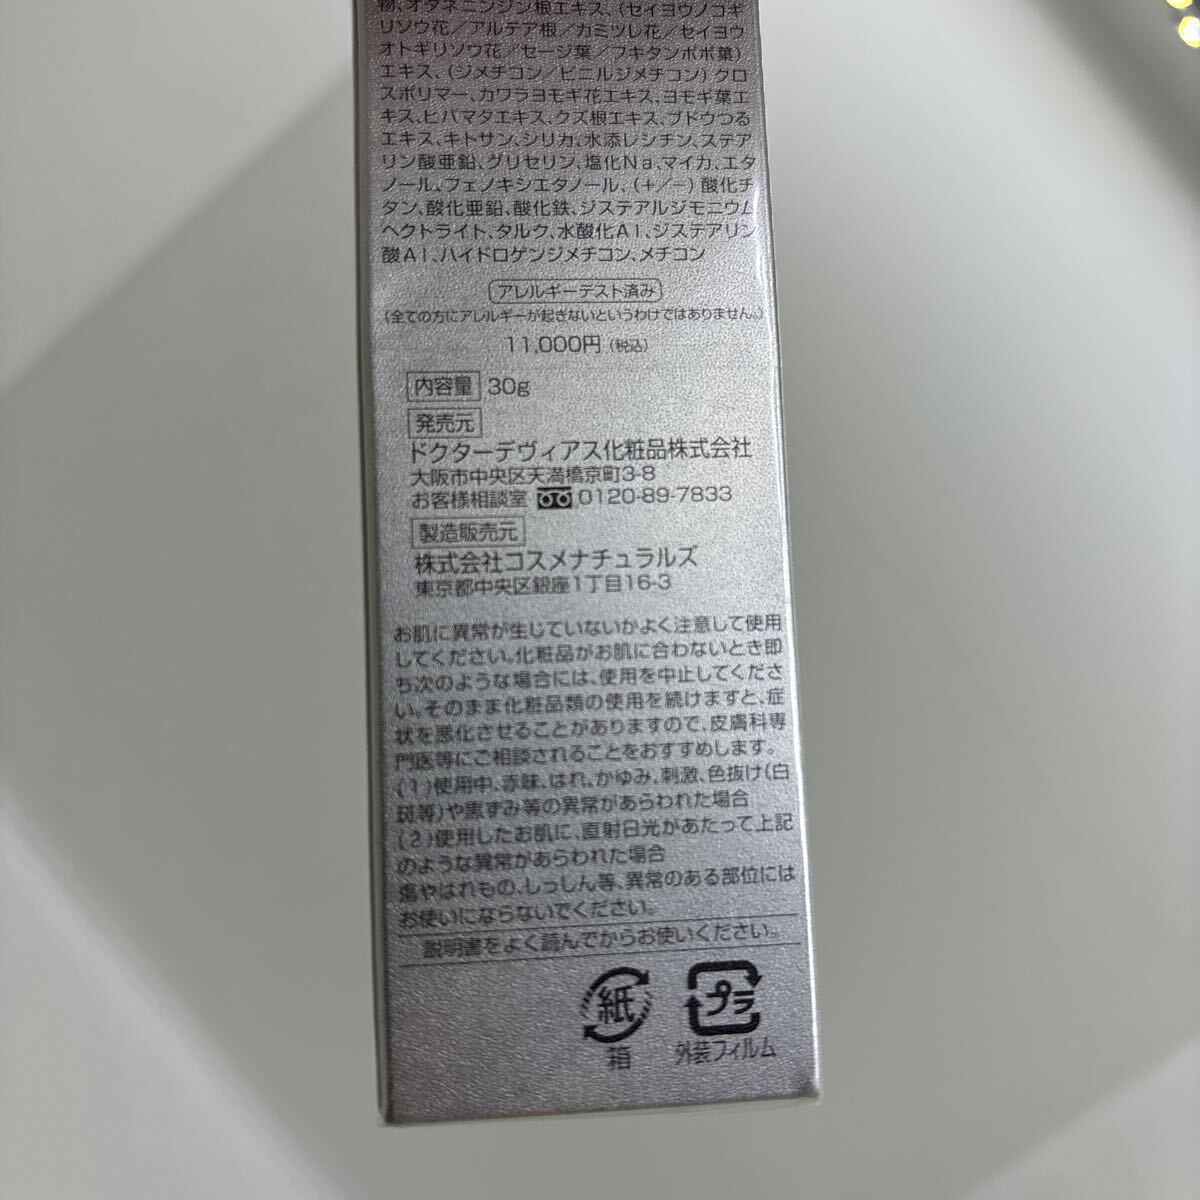 物、オタネニンジン根エキス、(セイヨウノコギ
リソウ花/アルテア根/カミツレ花/セイヨウ
オトギリソウ花/セージ葉/フキタンポポ葉)
エキス、(ジメチコン/ビニルジメチコン)クロ
スポリマー、カワラヨモギ花エキス、ヨモギ葉エ
キス、ヒバマタエキス、クズ根エキス、ブドウつる
エキス、キトサン、シリカ、水添レシチン、ステア
リン酸亜鉛、グリセリン、塩化Na、マイカ、エタ
ノール、フェノキシエタノール、(+/-)酸化チ
タン、酸化亜鉛、酸化鉄、ジステアルジモニウム
ヘクトライト、タルク、水酸化Al、ジステアリン
酸Al、ハイドロゲンジメチコン、メチコン
アレルギーテスト済み
(全ての方にアレルギーが起きないというわけではありません。)
11,000円(税込)
内容量 30g
発売元
ドクターデヴィアス化粧品株式会社
大阪市中央区天満橋京町3-8
お客様相談室 0120-89-7833
製造販売元
株式会社コスメナチュラルズ
東京都中央区銀座1丁目16-3
お肌に異常が生じていないかよく注意して使用
してください。化粧品がお肌に合わないとき即
ち次のような場合には、使用を中止してくださ
い。そのまま化粧品類の使用を続けますと、症
状を悪化させることがありますので、皮膚科専
門医等にご相談されることをおすすめします。
(1)使用中、赤味、はれ、かゆみ、刺激、色抜け(白
斑等)や黒ずみ等の異常があらわれた場合
(2)使用したお肌に、直射日光があたって上記
のような異常があらわれた場合
傷やはれもの、しっしん等、異常のある部位には
お使いにならないでください。
説明書をよく読んでからお使いください。
紙 プラ
箱 外装フィルム